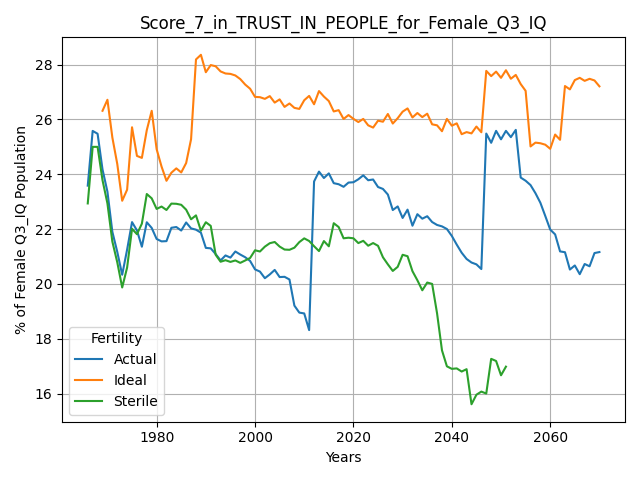 Score_7_in_TRUST_IN_PEOPLE_for_Female_Q3_IQ
% of Female Q3_IQ Population
28
26
24
22
20
18
16
Fertility
Actual
Ideal
Sterile
1980 2000 2020 2040 2060
Years